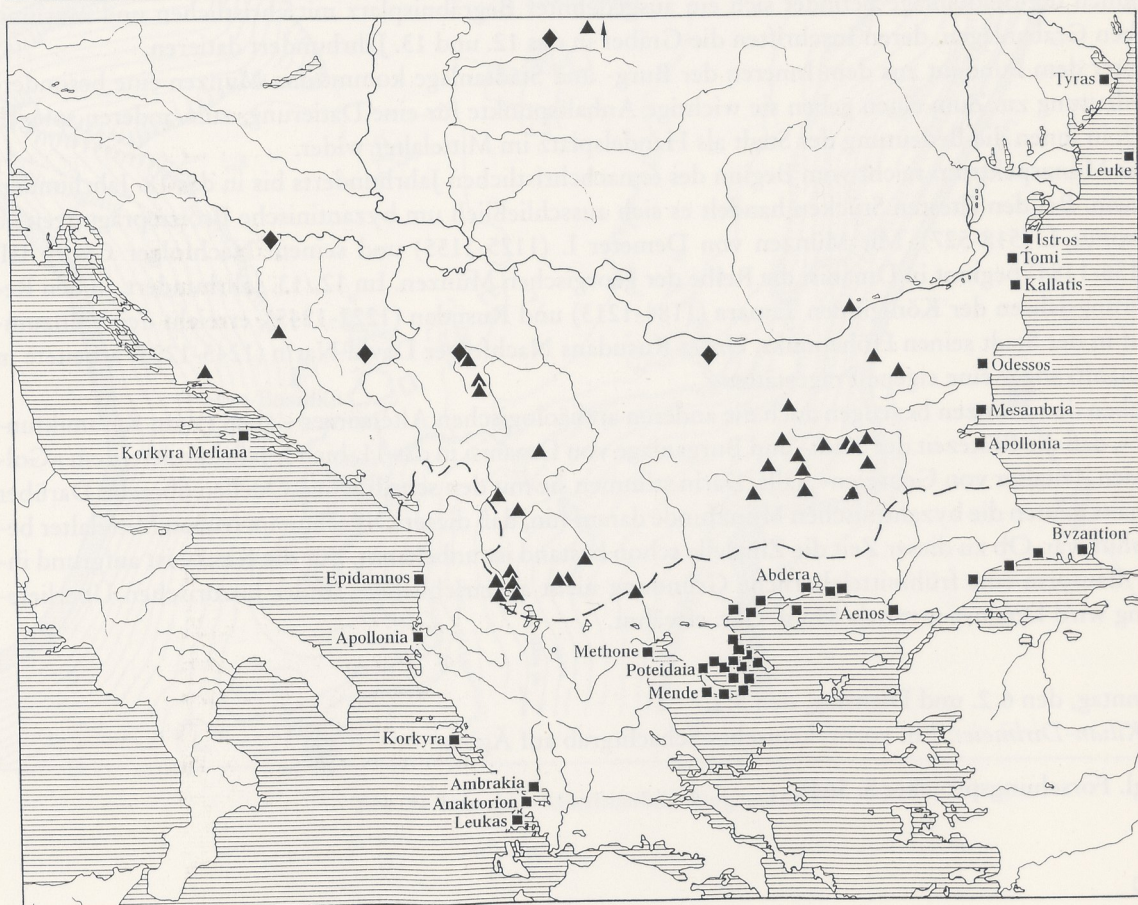 Tyras
Leuke
Istros
Tomi
Kallatis
Odessos
Mesambria
Apollonia
Korkyra Meliana
Byzantion
Epidamnos
Abdera
Aenos
Apollonia
Methone
Poteidaia
Mende
Korkyra
Ambrakia
Anaktorion
Leukas